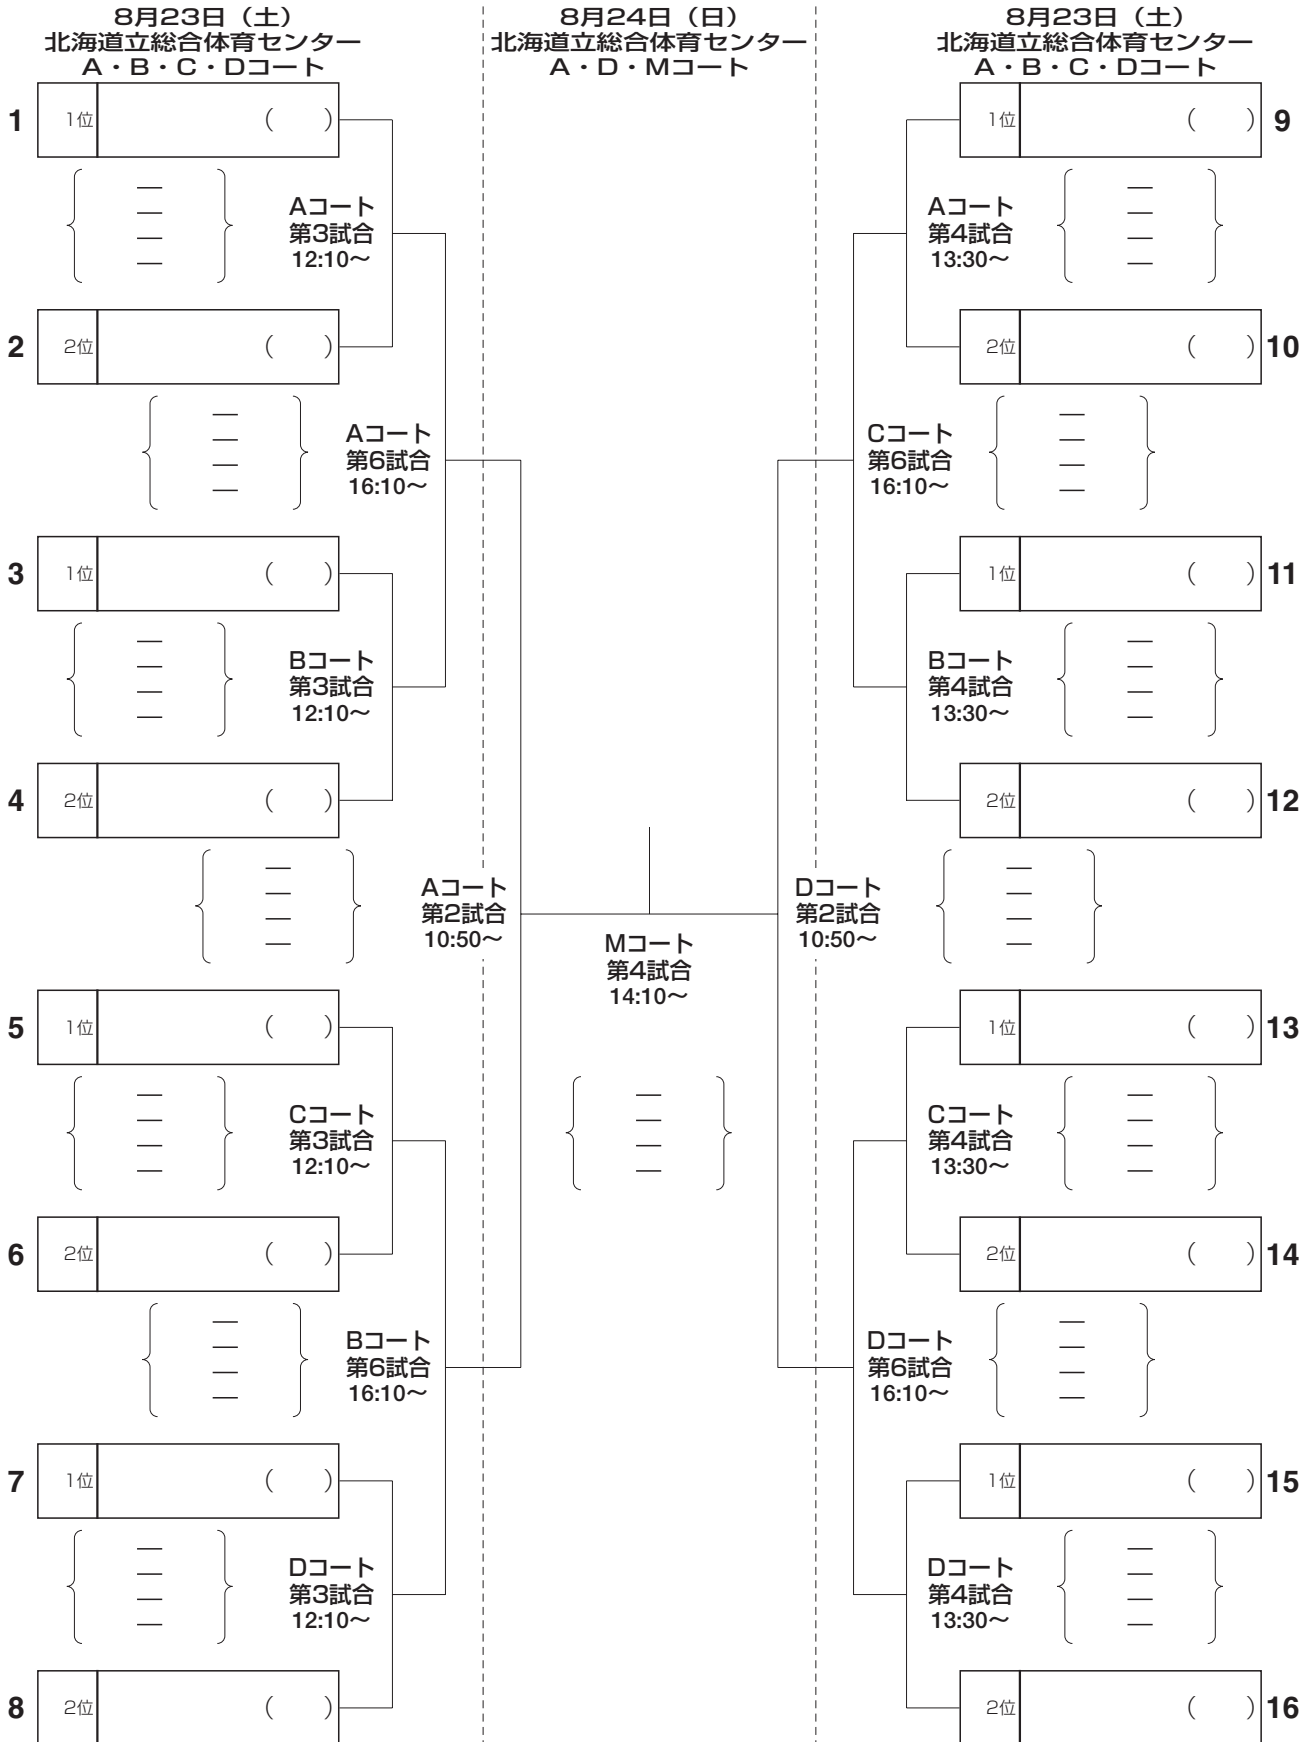 8月23日（土）
北海道立総合体育センター
A・B・C・Dコート
8月24日（日）
北海道立総合体育センター
A・D・Mコート
8月23日（土）
北海道立総合体育センター
A・B・C・Dコート
1 1位 （　）
Aコート
第3試合
12:10〜
2 2位 （　）
Aコート
第6試合
16:10〜
3 1位 （　）
Bコート
第3試合
12:10〜
4 2位 （　）
Aコート
第2試合
10:50〜
5 1位 （　）
Cコート
第3試合
12:10〜
6 2位 （　）
Bコート
第6試合
16:10〜
7 1位 （　）
Dコート
第3試合
12:10〜
8 2位 （　）
Mコート
第4試合
14:10〜
1位 （　） 9
Aコート
第4試合
13:30〜
2位 （　） 10
Cコート
第6試合
16:10〜
1位 （　） 11
Bコート
第4試合
13:30〜
2位 （　） 12
Dコート
第2試合
10:50〜
1位 （　） 13
Cコート
第4試合
13:30〜
2位 （　） 14
Dコート
第6試合
16:10〜
1位 （　） 15
Dコート
第4試合
13:30〜
2位 （　） 16